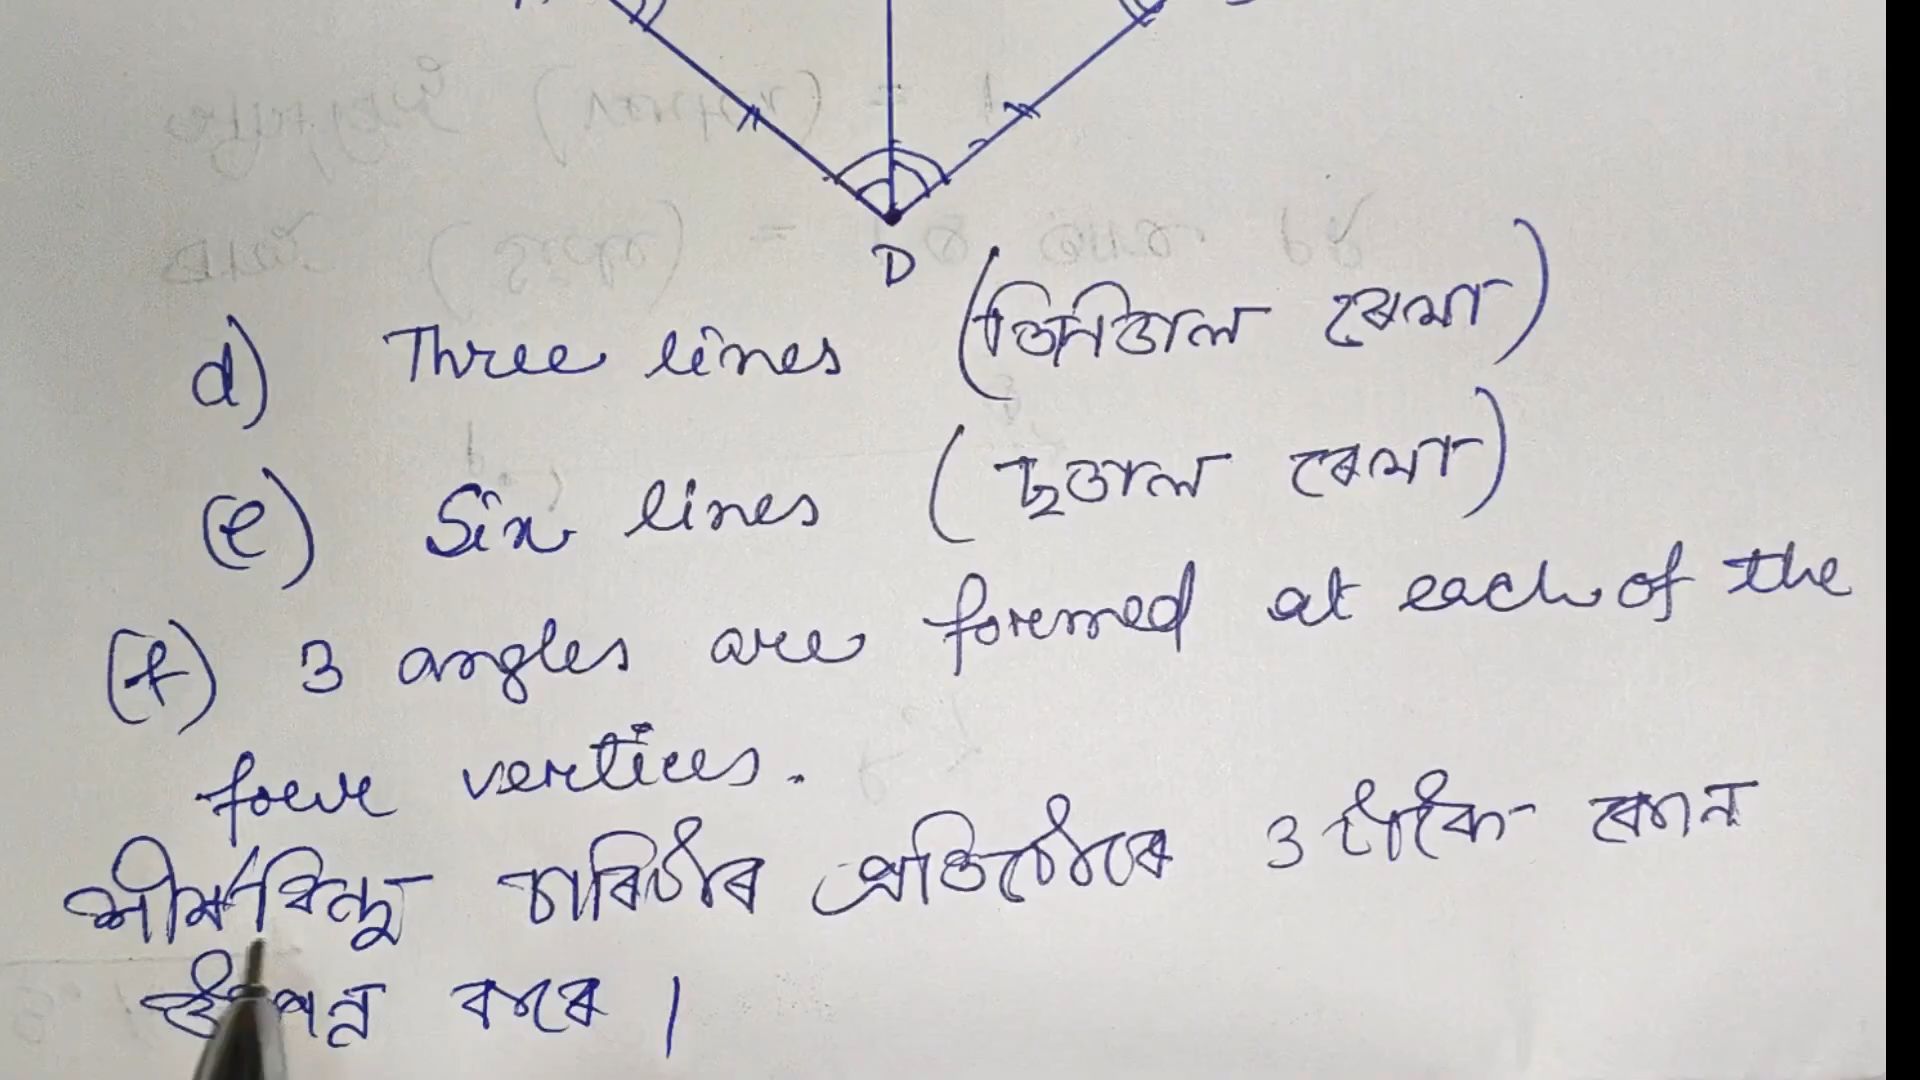 D
d) Three lines (তিনিডাল ৰেখা)
(e) Six lines (ছডাল ৰেখা)
(f) 3 angles are formed at each of the
four vertices.
শীৰ্ষবিন্দু চাৰিটাৰ প্ৰতিটোৱে 3 টাকৈ কোন
উৎপন্ন কৰে।